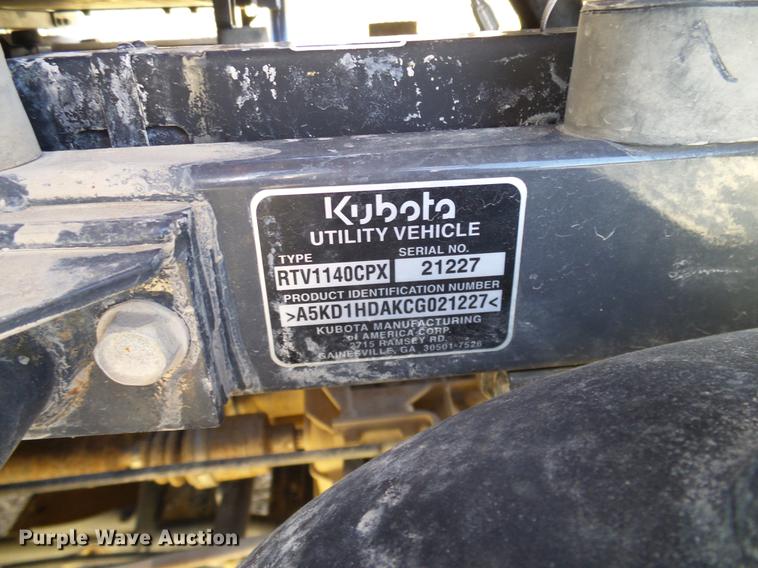 Kubota
UTILITY VEHICLE
TYPE SERIAL NO.
RTV1140CPX 21227
PRODUCT IDENTIFICATION NUMBER
>A5KD1HDAKCG021227<
KUBOTA MANUFACTURING
of AMERICA CORP.
2715 RAMSEY RD.
GAINESVILLE, GA 30501-7526
Purple Wave Auction